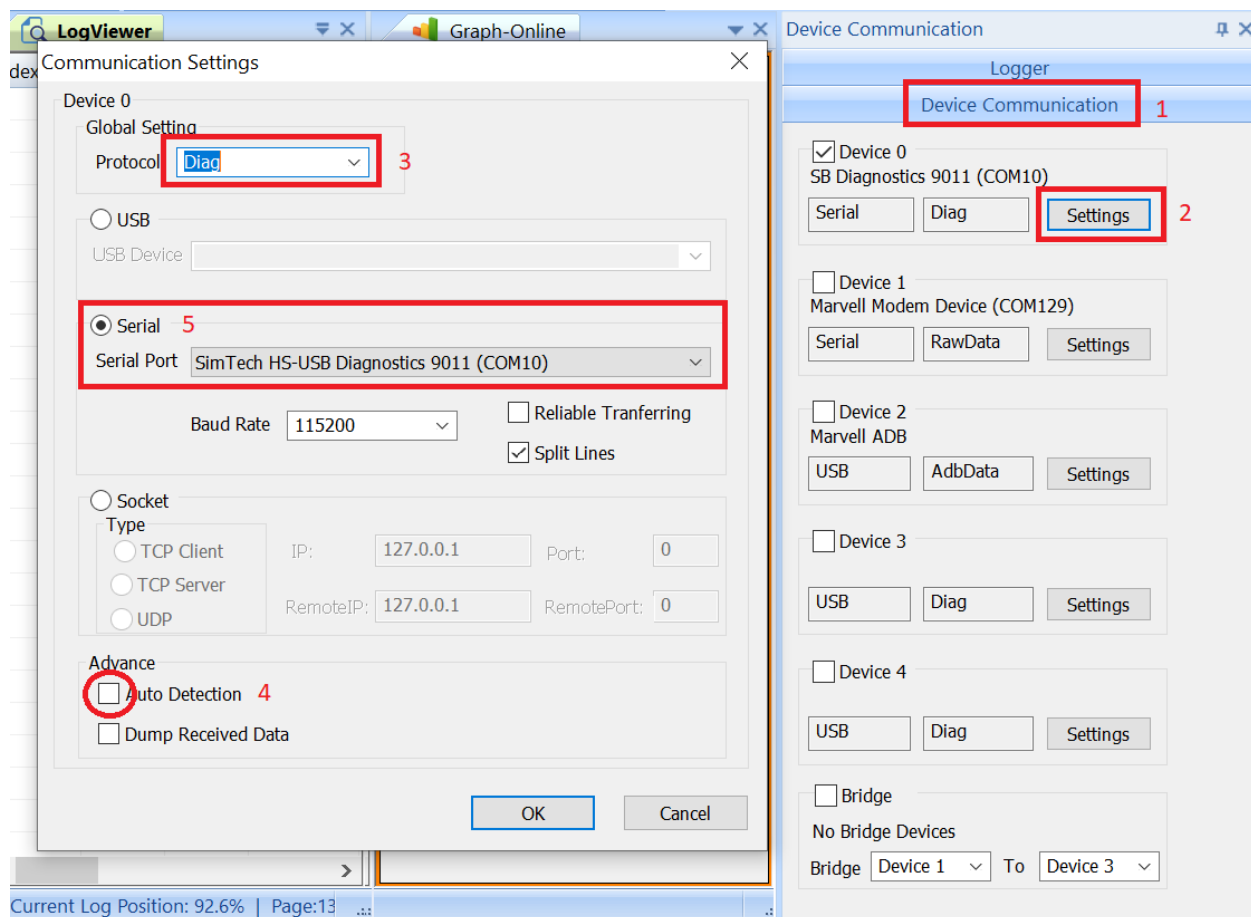 LogViewer
Graph-Online
Device Communication
dex
Communication Settings
Logger
Device Communication 1
Device 0
Global Setting
Protocol Diag 3
USB
USB Device
Serial 5
Serial Port SimTech HS-USB Diagnostics 9011 (COM10)
Baud Rate 115200
Reliable Tranferring
Split Lines
Socket
Type
TCP Client
TCP Server
UDP
IP: 127.0.0.1 Port: 0
RemoteIP: 127.0.0.1 RemotePort: 0
Advance
Auto Detection 4
Dump Received Data
OK Cancel
Device 0
SB Diagnostics 9011 (COM10)
Serial Diag Settings 2
Device 1
Marvell Modem Device (COM129)
Serial RawData Settings
Device 2
Marvell ADB
USB AdbData Settings
Device 3
USB Diag Settings
Device 4
USB Diag Settings
Bridge
No Bridge Devices
Bridge Device 1 To Device 3
Current Log Position: 92.6% | Page:13